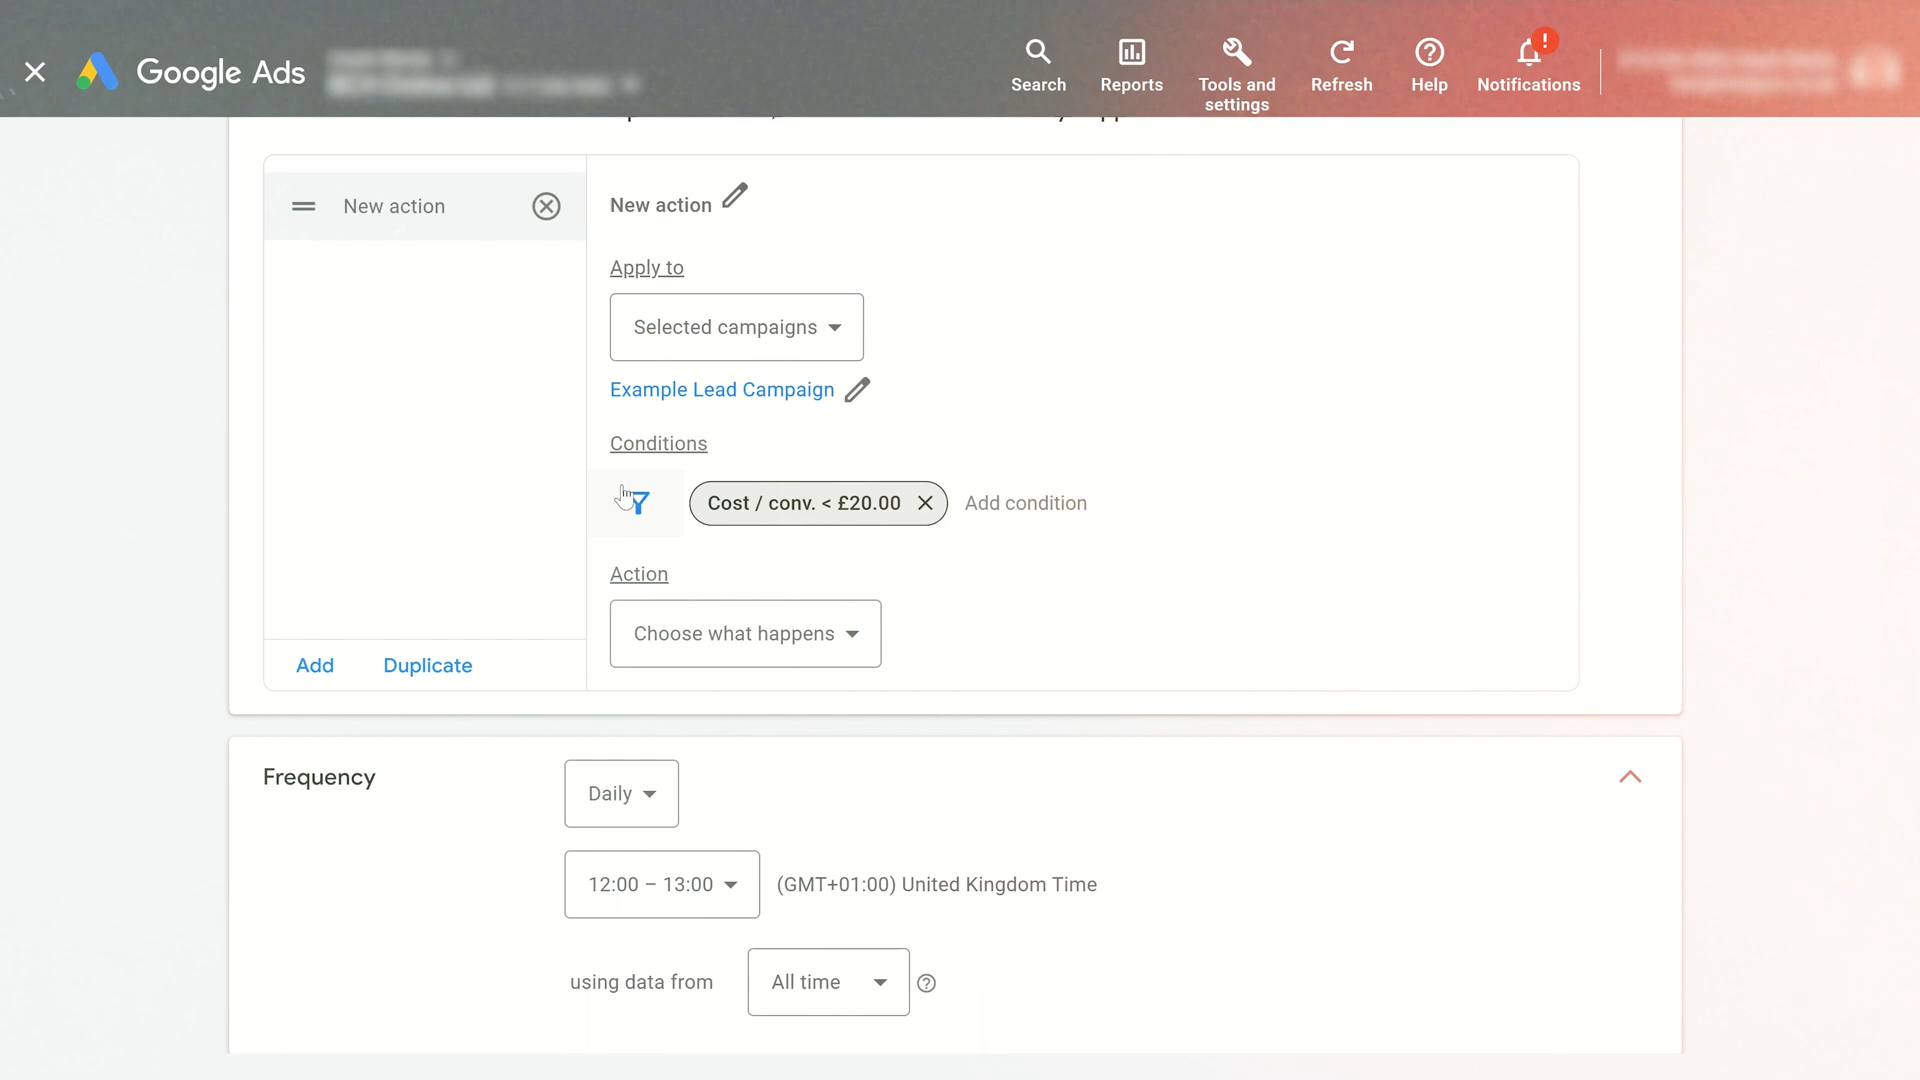 Google Ads
Search
Reports
Tools and
settings
Refresh
Help
Notifications
New action
New action
Apply to
Selected campaigns
Example Lead Campaign
Conditions
Cost / conv. < £20.00
Add condition
Action
Choose what happens
Add
Duplicate
Frequency
Daily
12:00 – 13:00
(GMT+01:00) United Kingdom Time
using data from
All time